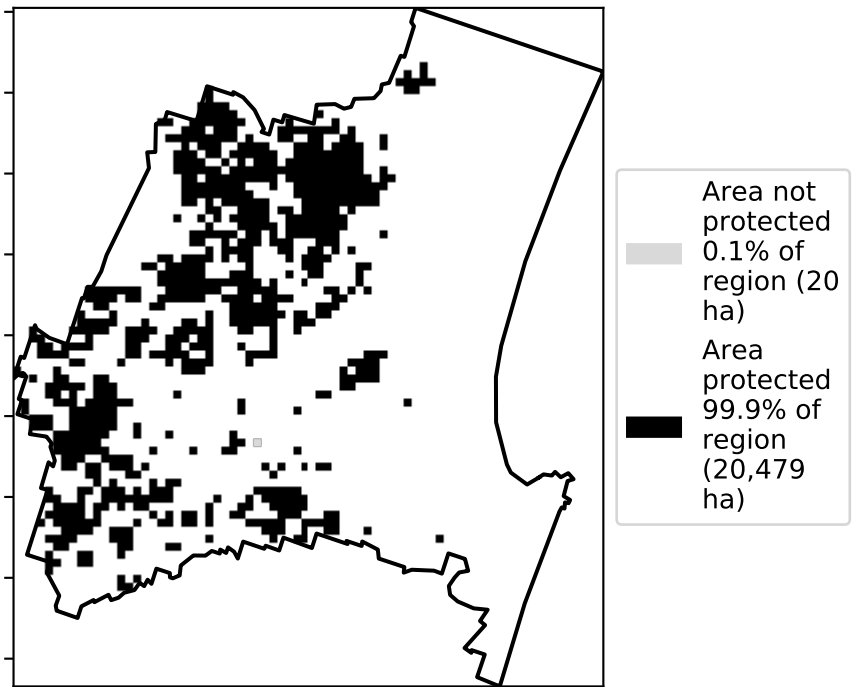 Area not
protected
0.1% of
region (20
ha)
Area
protected
99.9% of
region
(20,479
ha)